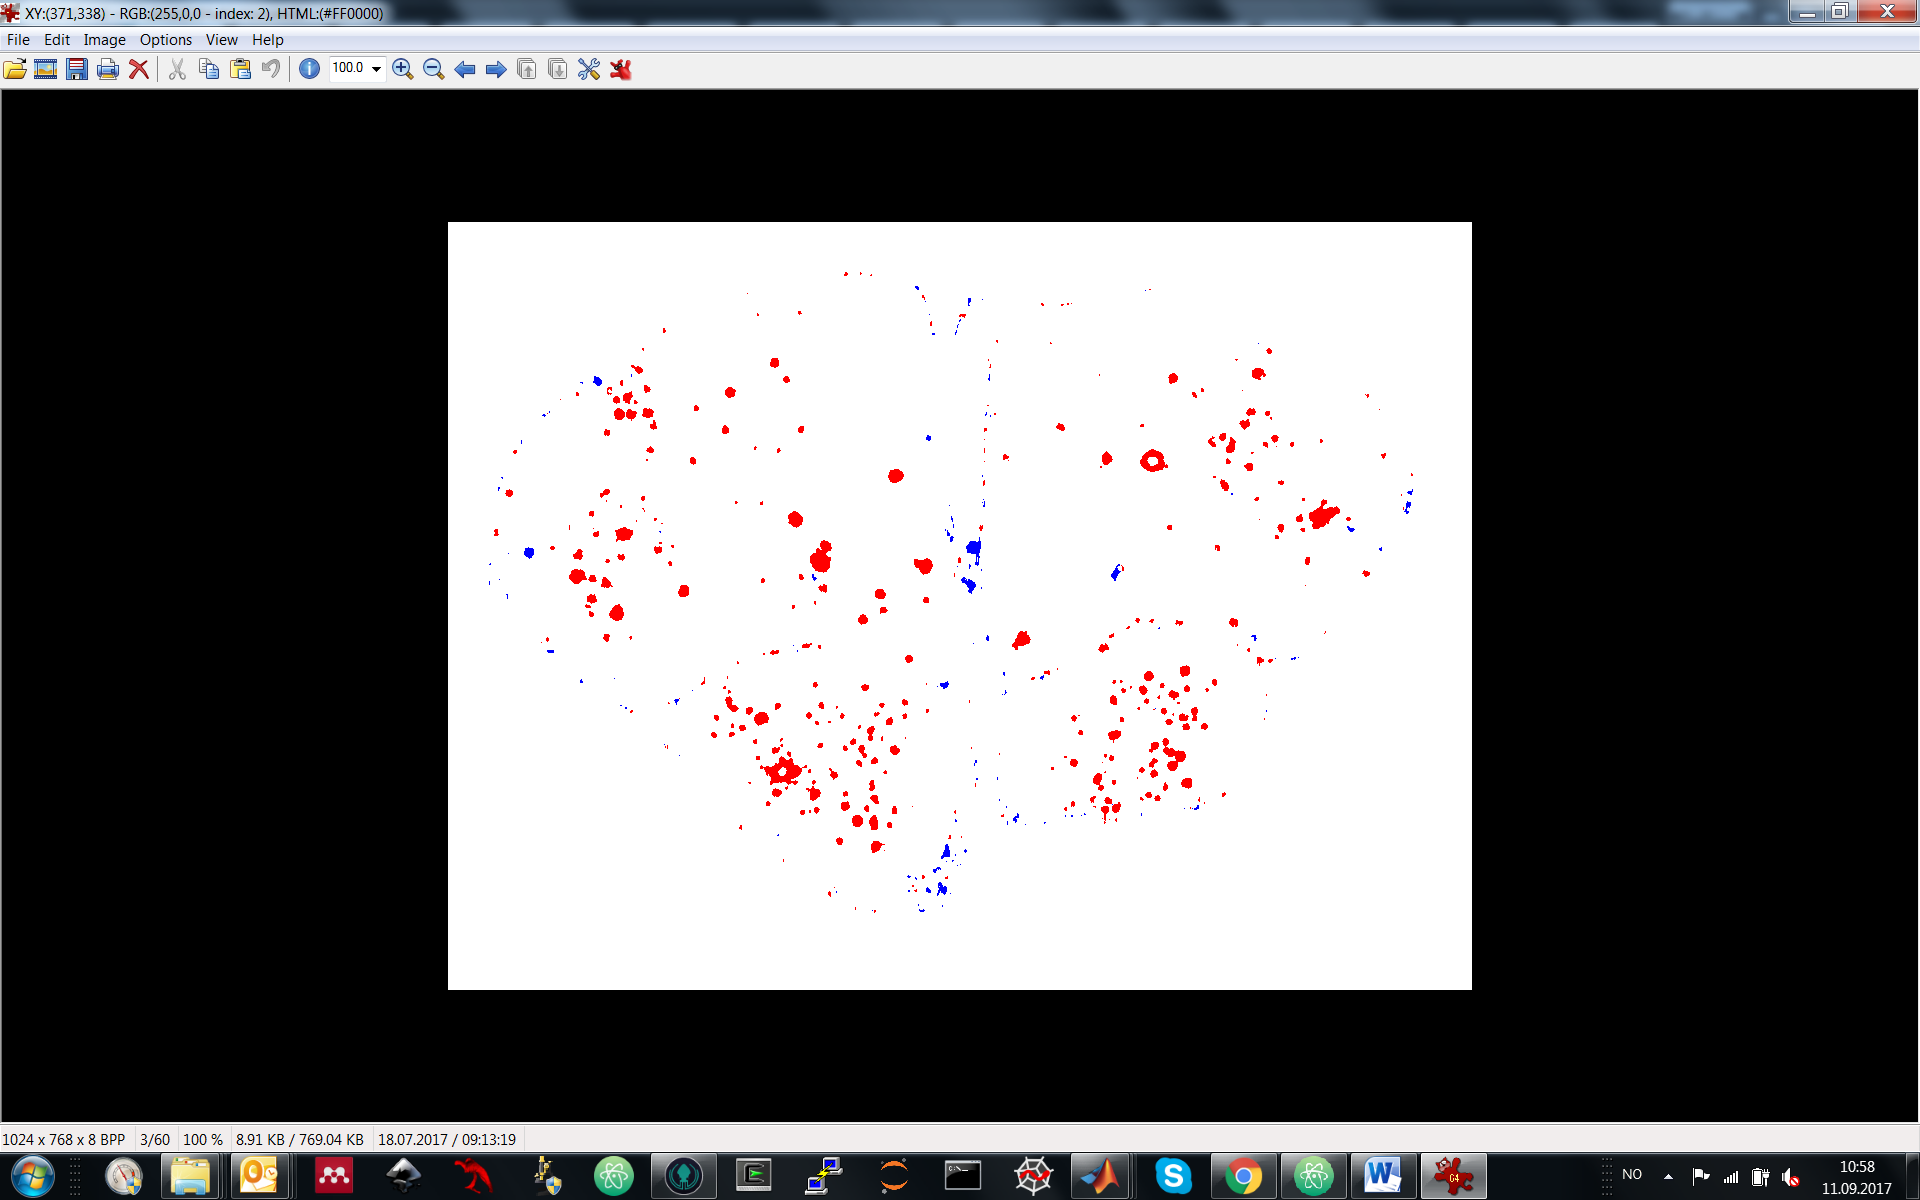 XY:(371,338) - RGB:(255,0,0 - index: 2), HTML:(#FF0000)
File Edit Image Options View Help
100.0
1024 x 768 x 8 BPP 3/60 100 % 8.91 KB / 769.04 KB 18.07.2017 / 09:13:19
NO
10:58
11.09.2017